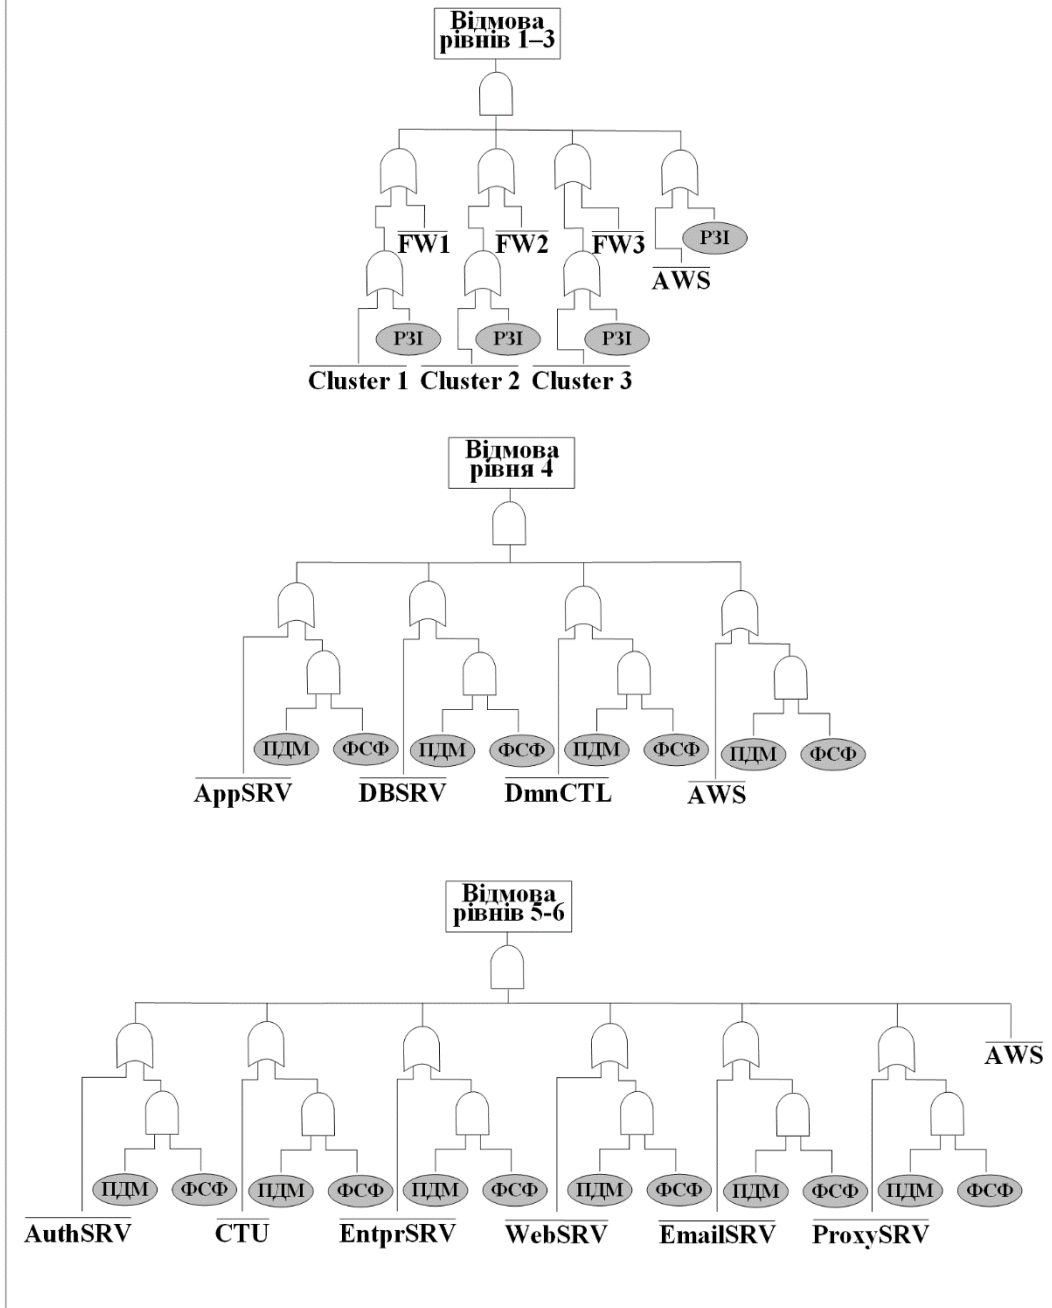 Відмова
рівнів 1–3
FW1 FW2 FW3 РЗІ
AWS
РЗІ РЗІ РЗІ
Cluster 1 Cluster 2 Cluster 3
Відмова
рівня 4
ПДМ ФСФ ПДМ ФСФ ПДМ ФСФ ПДМ ФСФ
AppSRV DBSRV DmnCTL AWS
Відмова
рівнів 5-6
AWS
ПДМ ФСФ ПДМ ФСФ ПДМ ФСФ ПДМ ФСФ ПДМ ФСФ ПДМ ФСФ
AuthSRV CTU EntprSRV WebSRV EmailSRV ProxySRV